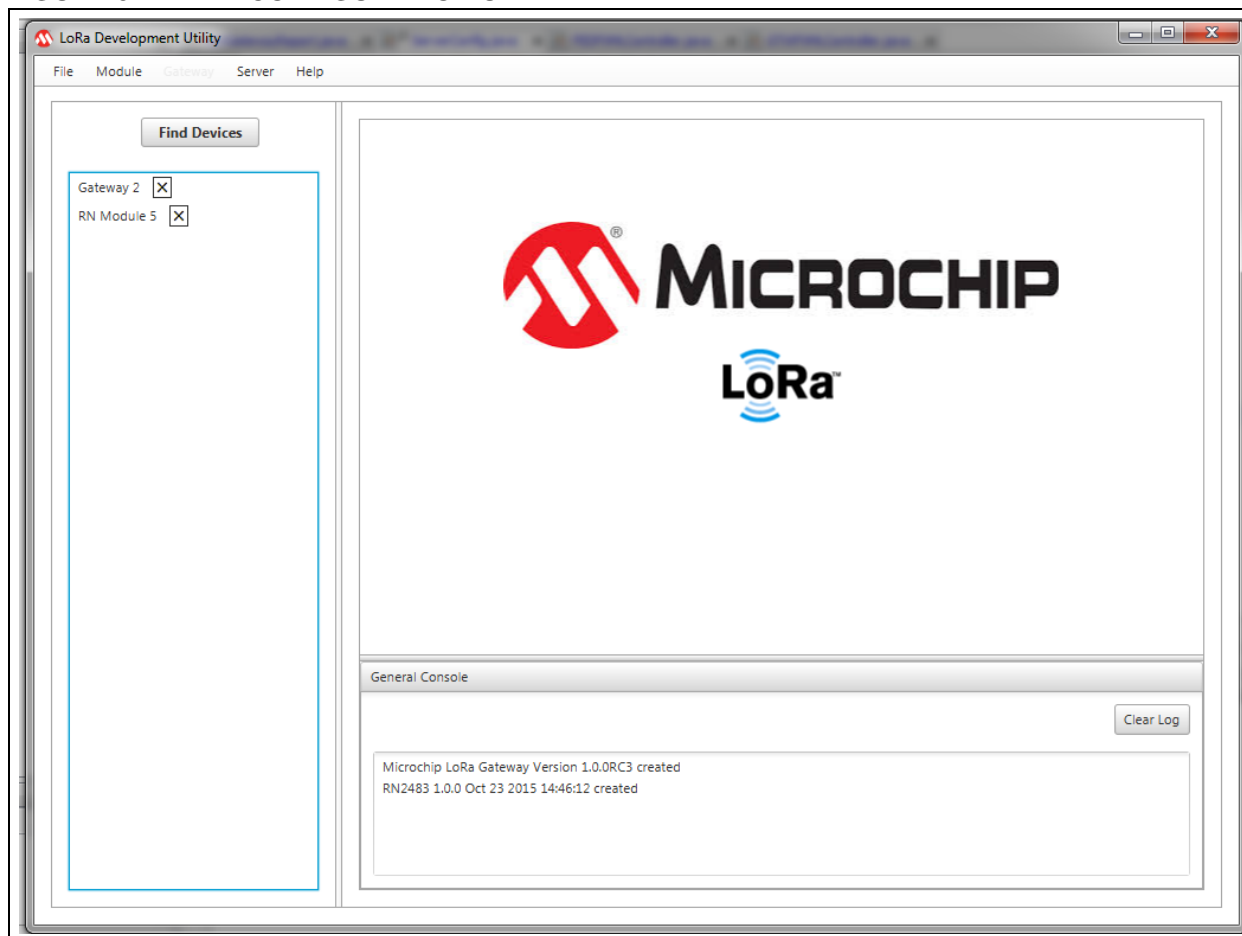 LoRa Development Utility
File Module Gateway Server Help
Find Devices
Gateway 2
RN Module 5
MICROCHIP
®
LoRa™
General Console
Clear Log
Microchip LoRa Gateway Version 1.0.0RC3 created
RN2483 1.0.0 Oct 23 2015 14:46:12 created